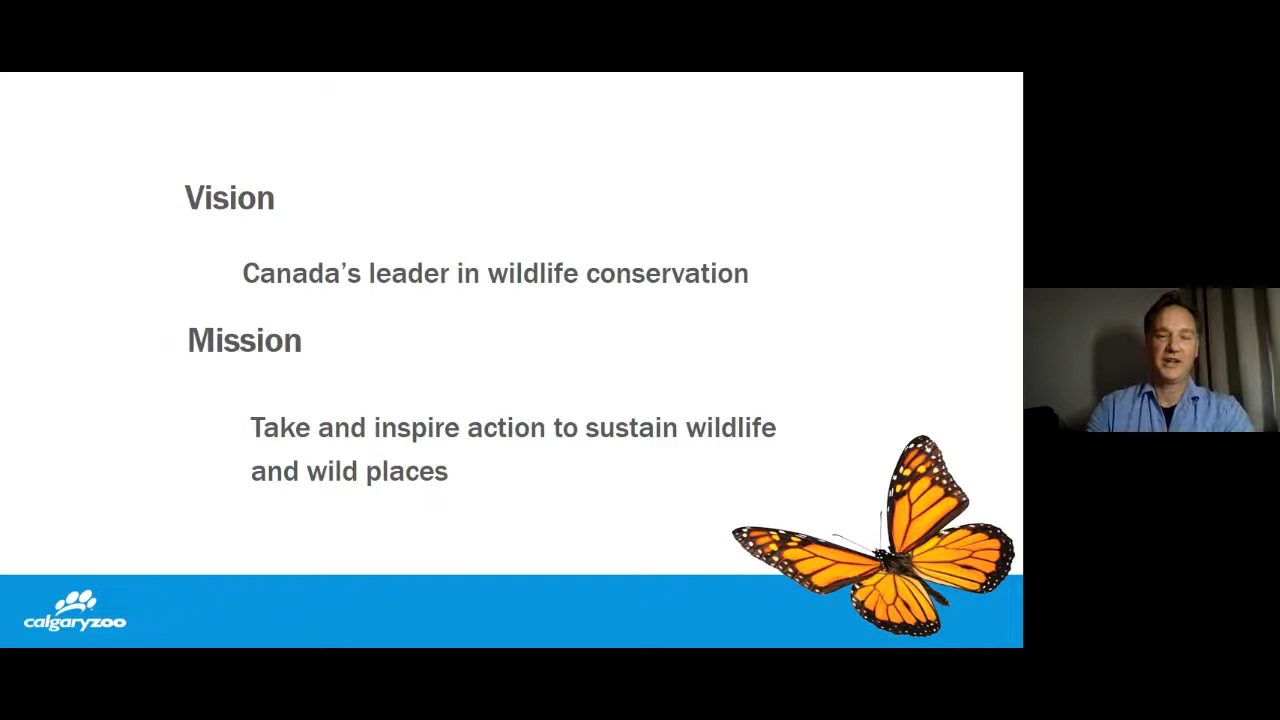 Vision
Canada's leader in wildlife conservation
Mission
Take and inspire action to sustain wildlife
and wild places
calgaryzoo